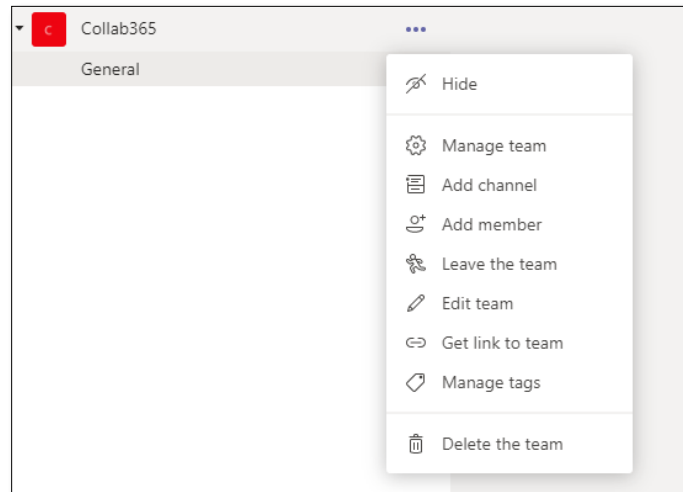 C Collab365
General
Hide
Manage team
Add channel
Add member
Leave the team
Edit team
Get link to team
Manage tags
Delete the team